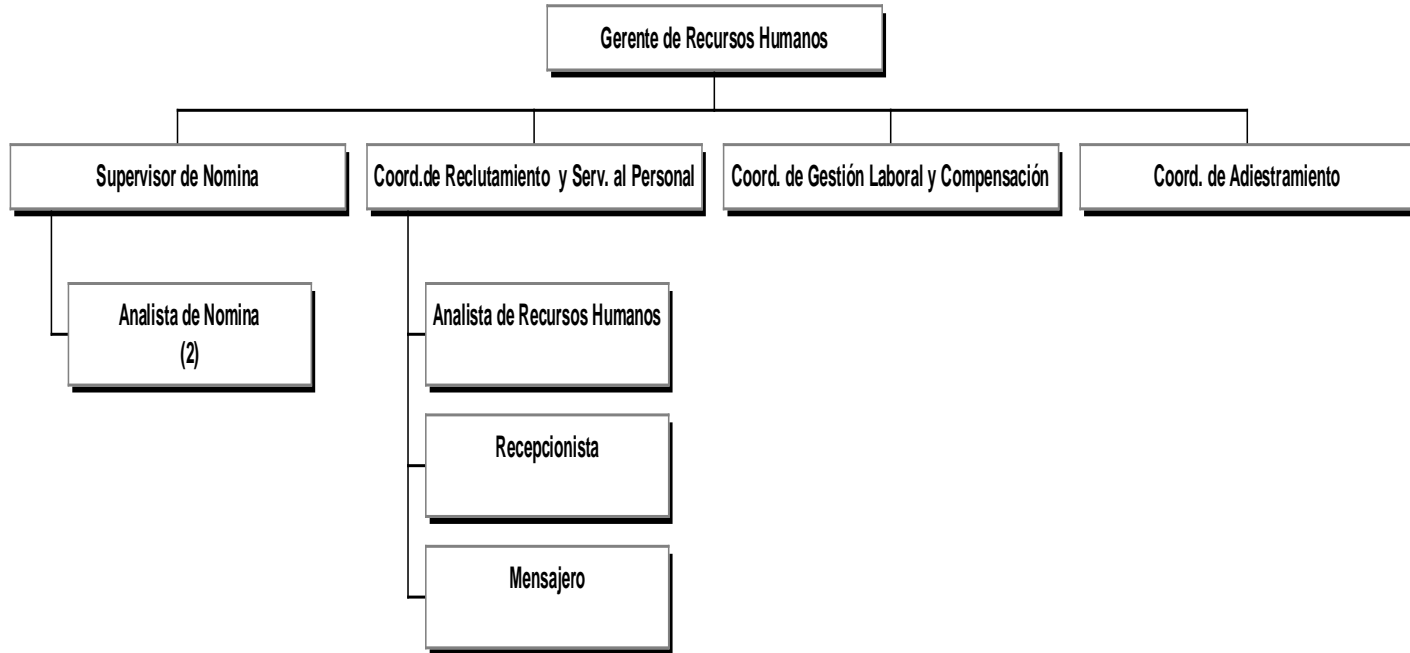 Gerente de Recursos Humanos
Supervisor de Nomina
Coord.de Reclutamiento y Serv. al Personal
Coord. de Gestión Laboral y Compensación
Coord. de Adiestramiento
Analista de Nomina
(2)
Analista de Recursos Humanos
Recepcionista
Mensajero